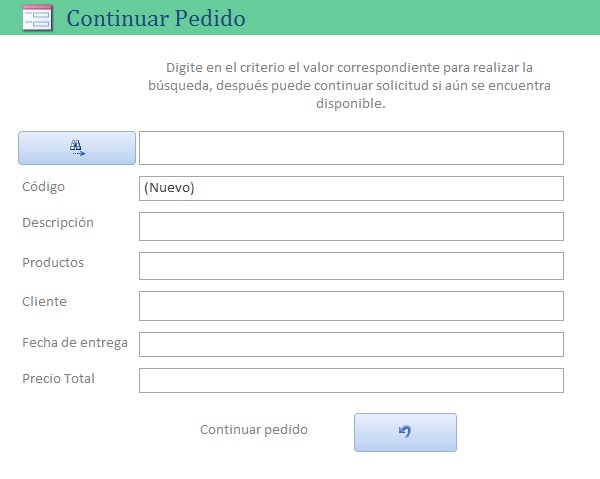 Continuar Pedido
Digite en el criterio el valor correspondiente para realizar la
búsqueda, después puede continuar solicitud si aún se encuentra
disponible.
Código
(Nuevo)
Descripción
Productos
Cliente
Fecha de entrega
Precio Total
Continuar pedido